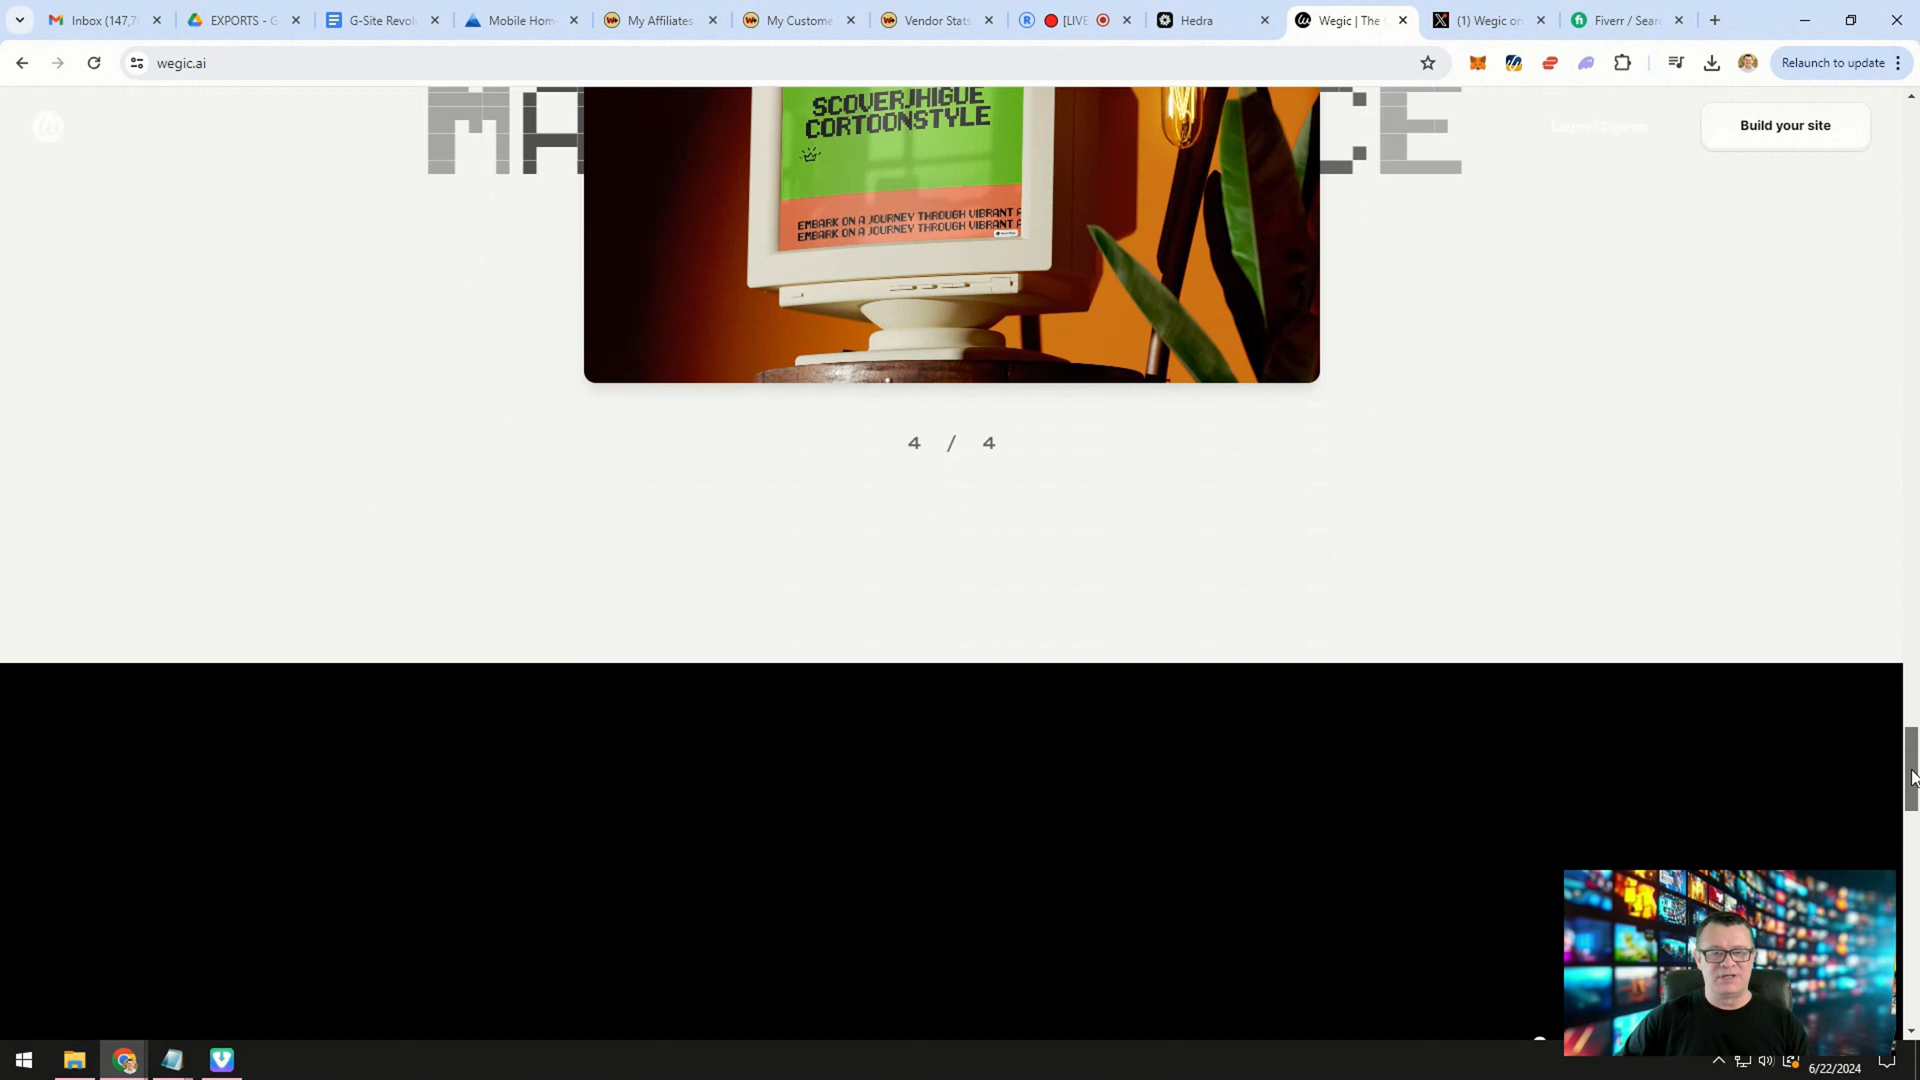 Inbox (147,7
EXPORTS - G
G-Site Revol
Mobile Hom
My Affiliates
My Custome
Vendor Stats
[LIVE
Hedra
Wegic | The
(1) Wegic on
Fiverr / Sear
wegic.ai
Relaunch to update
SCOVERJHIGUE
CORTOONSTYLE
EMBARK ON A JOURNEY THROUGH VIBRANT A
EMBARK ON A JOURNEY THROUGH VIBRANT A
MA CE
Build your site
4 / 4
6/22/2024